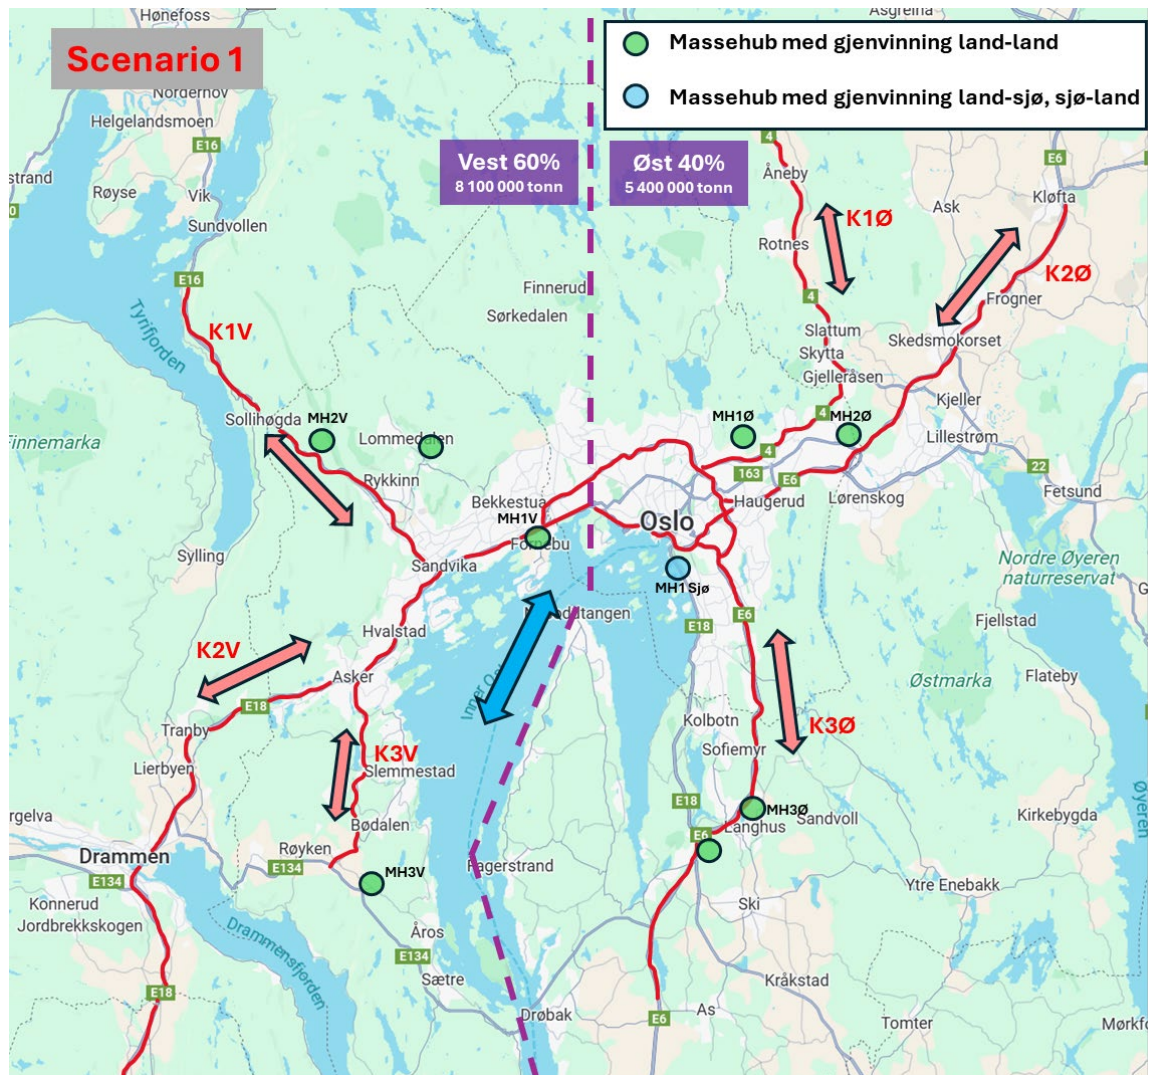 Hønefoss
Asgreina
Scenario 1
Massehub med gjenvinning land-land
Massehub med gjenvinning land-sjø, sjø-land
Nordernov
Helgelandsmoen
E16
Vest 60%
8 100 000 tonn
Øst 40%
5 400 000 tonn
4
E6
Åneby
strand
Røyse
Vik
Kløfta
Ask
K1Ø
Sundvollen
Rotnes
K2Ø
E16
Finnerud
4
Frogner
Sørkedalen
Tyrifjorden
K1V
Slattum
Skedsmokorset
Skytta
Gjelleråsen
Kjeller
Sollihøgda
MH2V
Lommedalen
MH1Ø
4
MH2Ø
Finnemarka
4
Lillestrøm
Rykkinn
163
E6
22
Bekkestua
Haugerud
Lørenskog
Fetsund
MH1V
Oslo
Fornebu
Sylling
Sandvika
MH1Sjø
Nordre Øyeren
naturreservat
E18
E6
Fjellstad
Hvalstad
K2V
Asker
Østmarka
Flateby
E18
Tranby
Kolbotn
K3Ø
Sofiemyr
K3V
Lierbyen
Slemmestad
E18
MH3Ø
rgelva
Bødalen
Langhus
Sandvoll
Kirkebygda
Øyeren
E6
Drammen
Røyken
E134
Fagerstrand
E134
MH3V
Ytre Enebakk
Konnerud
Jordbrekkskogen
Ski
Drammensfjorden
Åros
E134
Sætre
Kråkstad
E18
Drøbak
E6
As
Tomter
Mørkf